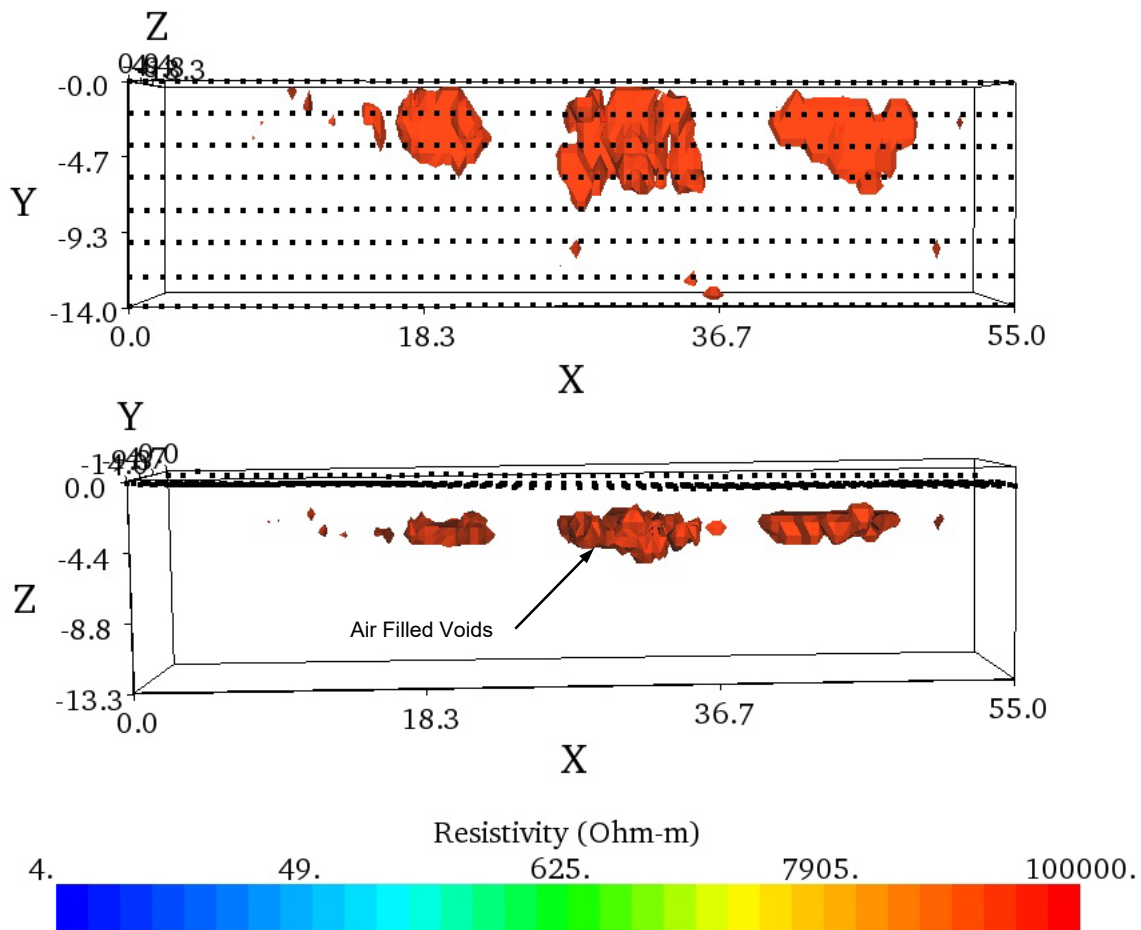 Z
-0.0
-4.7
Y
-9.3
-14.0
0.0 18.3 36.7 55.0
X
Y
0.0
-4.4
Z
-8.8
Air Filled Voids
-13.3
0.0 18.3 36.7 55.0
X
Resistivity (Ohm-m)
4. 49. 625. 7905. 100000.